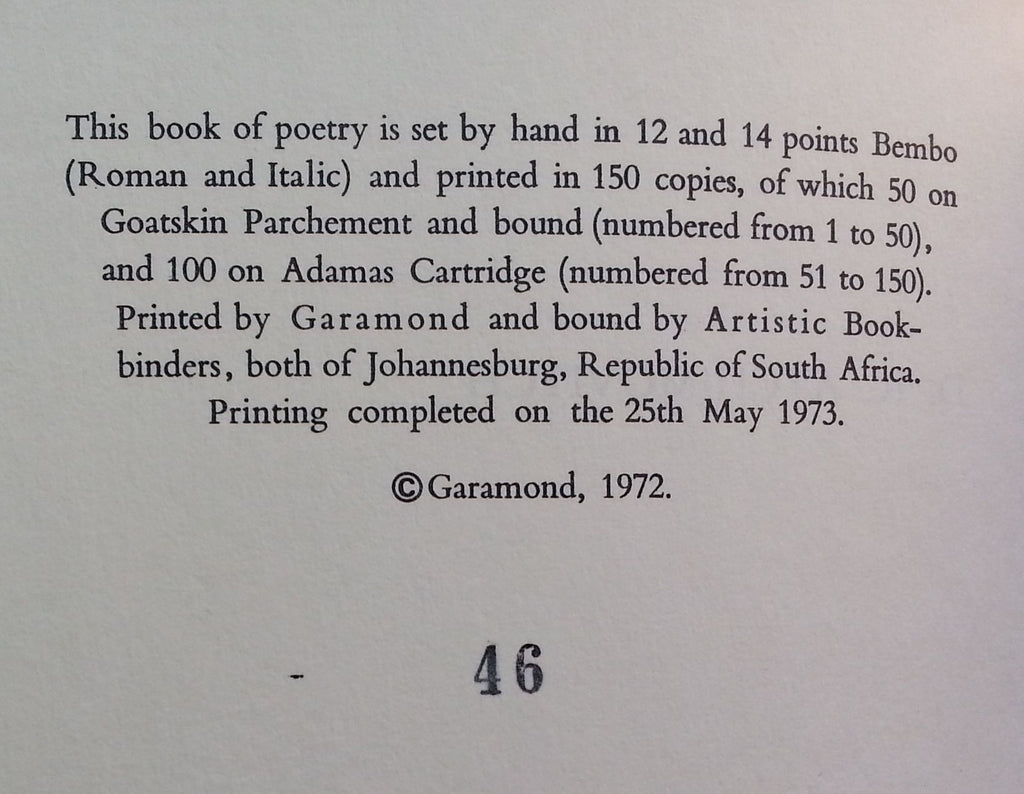 This book of poetry is set by hand in 12 and 14 points Bembo
(Roman and Italic) and printed in 150 copies, of which 50 on
Goatskin Parchement and bound (numbered from 1 to 50),
and 100 on Adamas Cartridge (numbered from 51 to 150).
Printed by Garamond and bound by Artistic Book-
binders, both of Johannesburg, Republic of South Africa.
Printing completed on the 25th May 1973.
©Garamond, 1972.
46